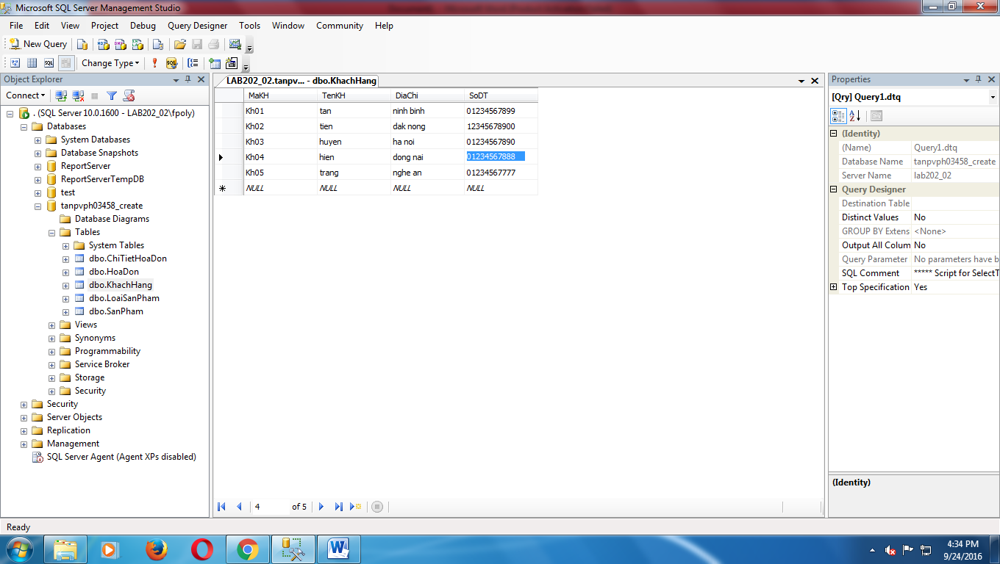 Microsoft SQL Server Management Studio
File Edit View Project Debug Query Designer Tools Window Community Help
New Query
Change Type
Object Explorer
Connect
. (SQL Server 10.0.1600 - LAB202_02\fpoly)
Databases
System Databases
Database Snapshots
ReportServer
ReportServerTempDB
test
tanpvph03458_create
Database Diagrams
Tables
System Tables
dbo.ChiTietHoaDon
dbo.HoaDon
dbo.KhachHang
dbo.LoaiSanPham
dbo.SanPham
Views
Synonyms
Programmability
Service Broker
Storage
Security
Security
Server Objects
Replication
Management
SQL Server Agent (Agent XPs disabled)
LAB202_02.tanpv... - dbo.KhachHang
MaKH TenKH DiaChi SoDT
Kh01 tan ninh binh 01234567899
Kh02 tien dak nong 12345678900
Kh03 huyen ha noi 01234567890
Kh04 hien dong nai 01234567888
Kh05 trang nghe an 01234567777
NULL NULL NULL NULL
4 of 5
Properties
[Qry] Query1.dtq
(Identity)
(Name) Query1.dtq
Database Name tanpvph03458_create
Server Name lab202_02
Query Designer
Destination Table
Distinct Values No
GROUP BY Extens <None>
Output All Colum No
Query Parameter No parameters have b
SQL Comment ***** Script for SelectT
Top Specification Yes
(Identity)
Ready
4:34 PM
9/24/2016